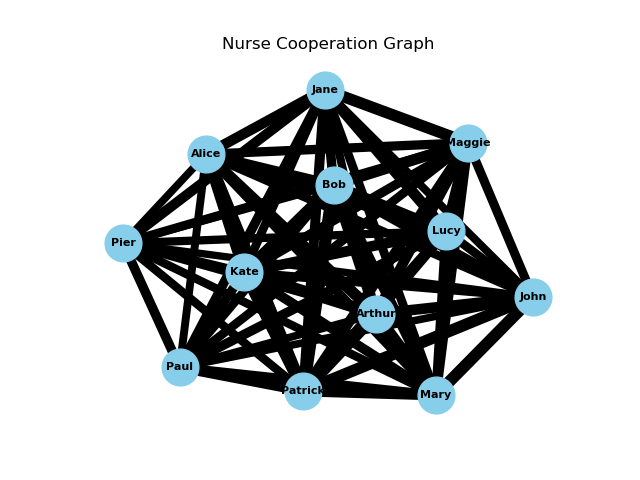 Nurse Cooperation Graph
Jane
Maggie
Alice
Bob
Lucy
Pier
Kate
John
Arthur
Paul
Patrick
Mary